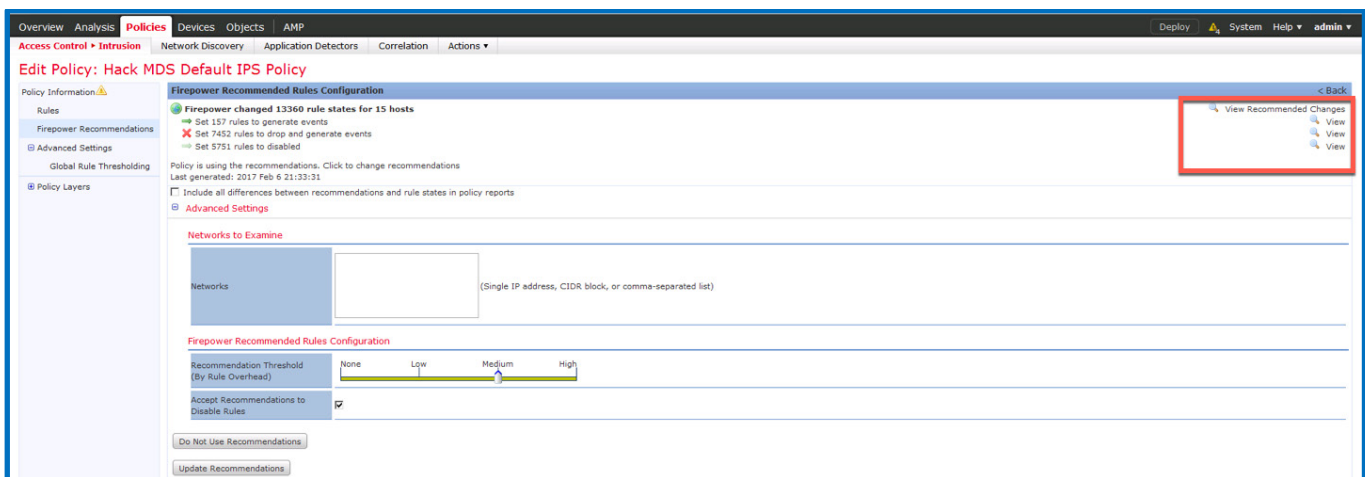 Overview Analysis Policies Devices Objects AMP Deploy 4 System Help ▾ admin ▾
Access Control ▸ Intrusion Network Discovery Application Detectors Correlation Actions ▾
Edit Policy: Hack MDS Default IPS Policy
Policy Information
Rules
Firepower Recommendations
Advanced Settings
Global Rule Thresholding
Policy Layers
Firepower Recommended Rules Configuration < Back
Firepower changed 13360 rule states for 15 hosts View Recommended Changes
Set 157 rules to generate events View
Set 7452 rules to drop and generate events View
Set 5751 rules to disabled View
Policy is using the recommendations. Click to change recommendations
Last generated: 2017 Feb 6 21:33:31
Include all differences between recommendations and rule states in policy reports
Advanced Settings
Networks to Examine
Networks (Single IP address, CIDR block, or comma-separated list)
Firepower Recommended Rules Configuration
Recommendation Threshold
(By Rule Overhead)
None Low Medium High
Accept Recommendations to
Disable Rules
Do Not Use Recommendations
Update Recommendations